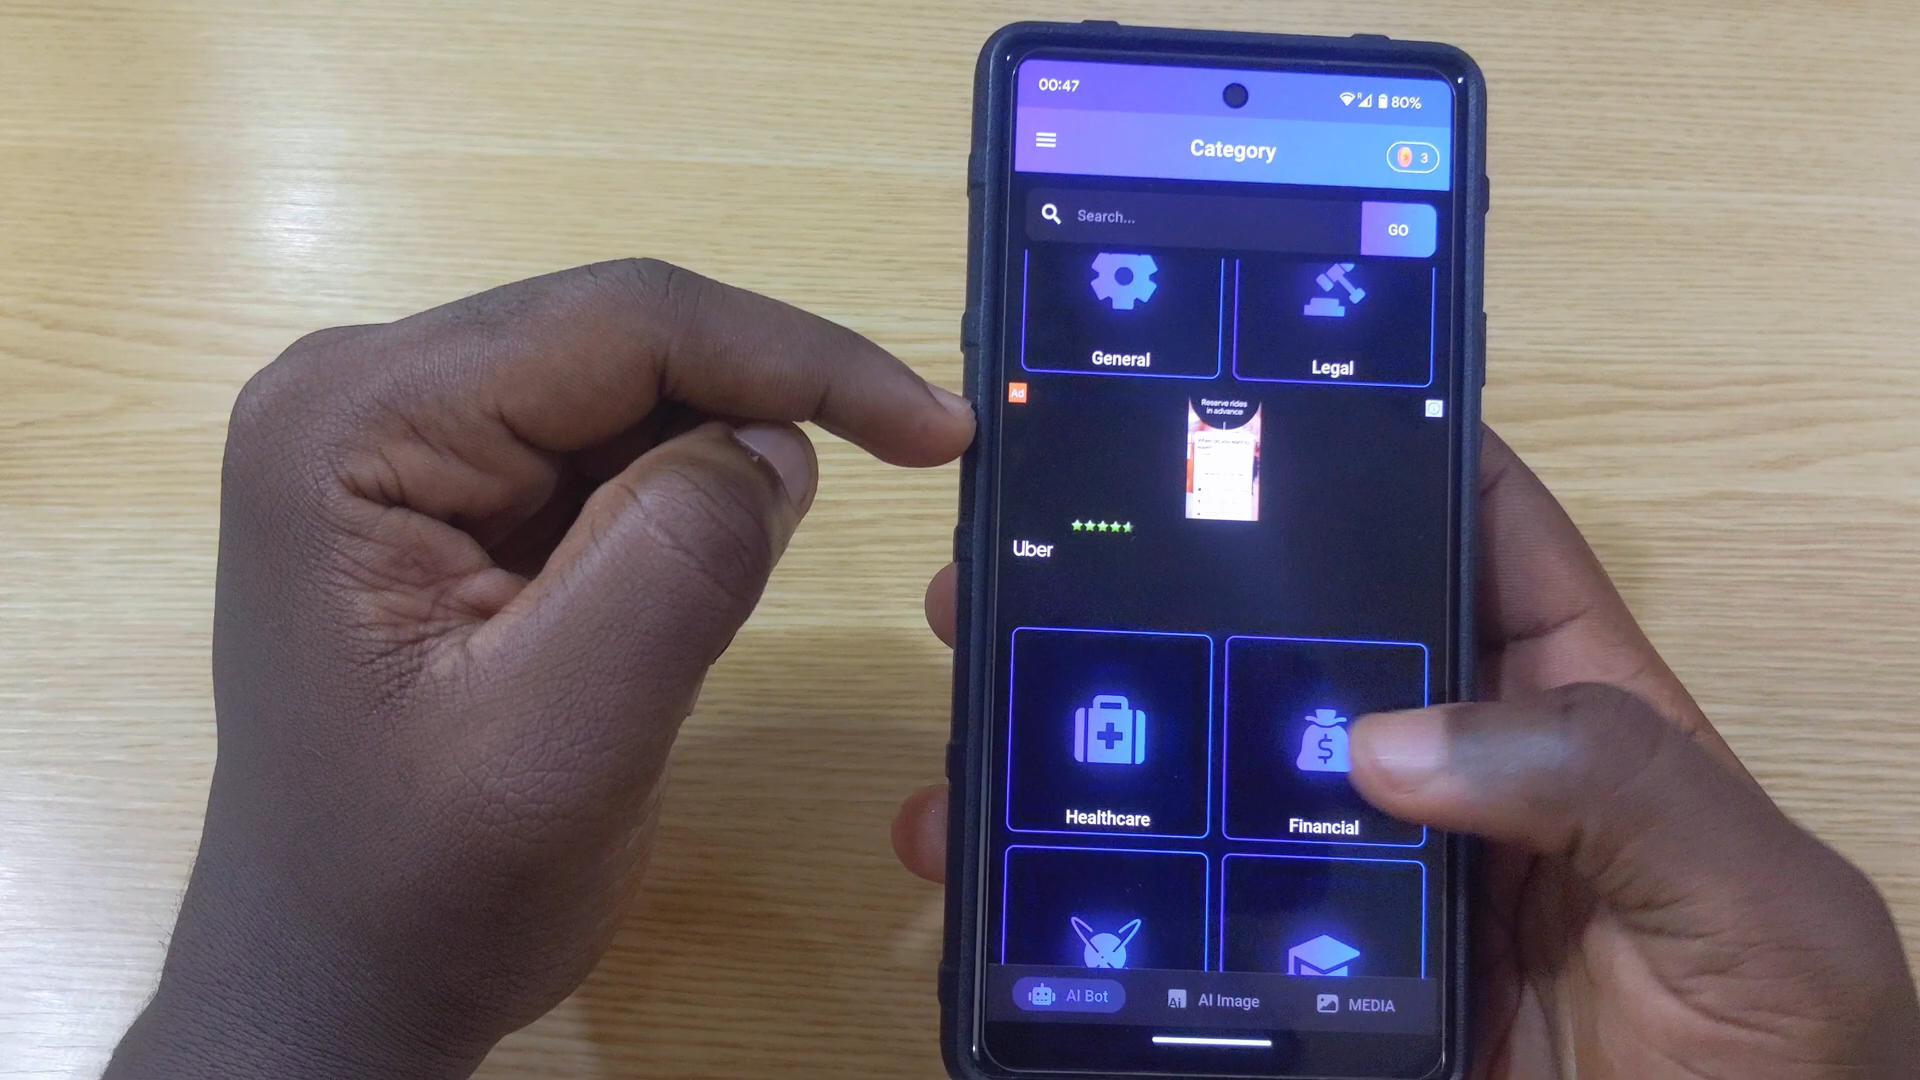 00:47
R
80%
Category
3
Search...
GO
General
Legal
Ad
Reserve rides
in advance
Uber
Healthcare
$
Financial
AI Bot
Ai
AI Image
MEDIA